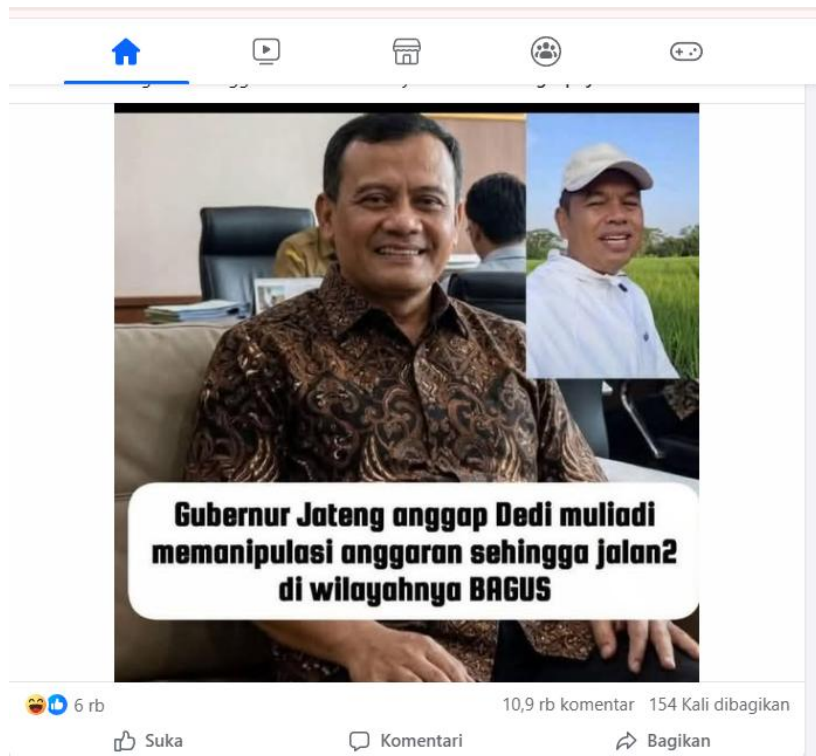 Gubernur Jateng anggap Dedi muliadi
memanipulasi anggaran sehingga jalan2
di wilayahnya BAGUS
6 rb
10,9 rb komentar 154 Kali dibagikan
Suka
Komentari
Bagikan